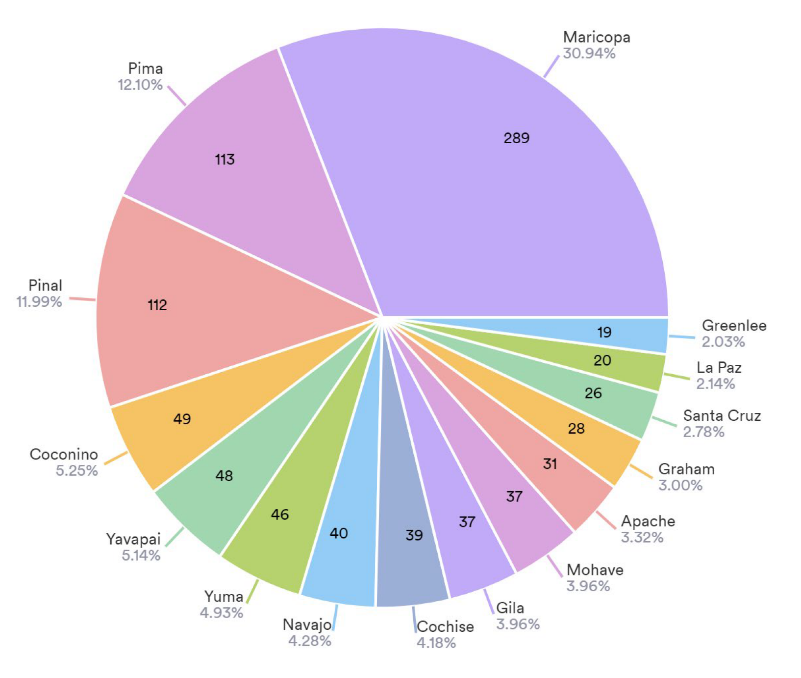 Maricopa
30.94%
289
Pima
12.10%
113
Pinal
11.99%
112
Coconino
5.25%
49
Yavapai
5.14%
48
Yuma
4.93%
46
Navajo
4.28%
40
Cochise
4.18%
39
Gila
3.96%
37
Mohave
3.96%
37
Apache
3.32%
31
Graham
3.00%
28
Santa Cruz
2.78%
26
La Paz
2.14%
20
Greenlee
2.03%
19